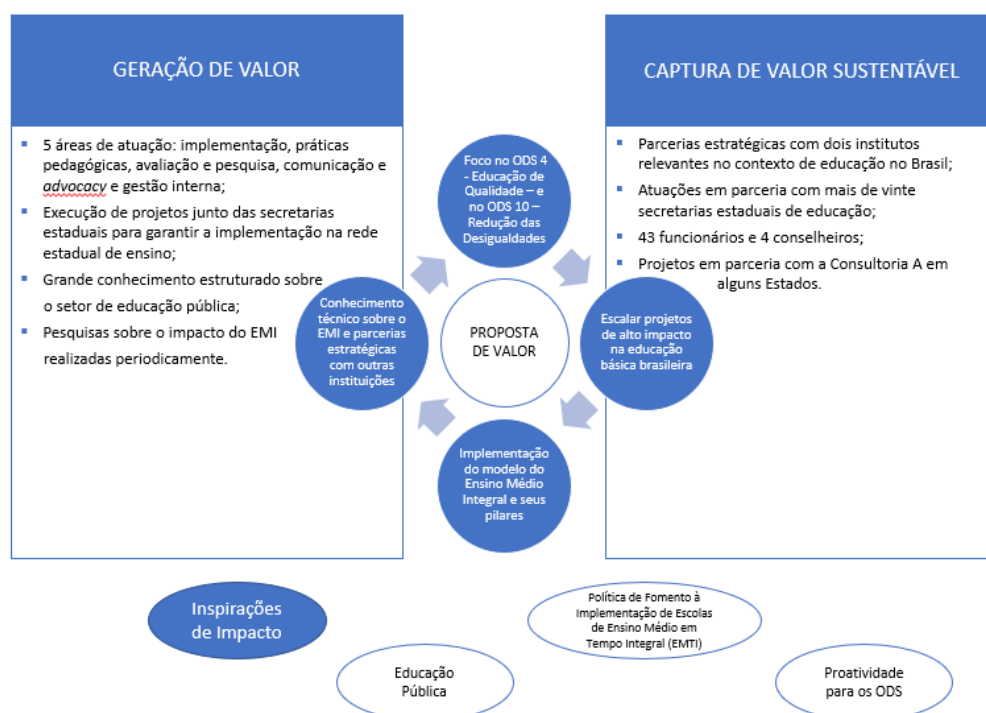 GERAÇÃO DE VALOR
▪ 5 áreas de atuação: implementação, práticas
pedagógicas, avaliação e pesquisa, comunicação e
advocacy e gestão interna;
▪ Execução de projetos junto das secretarias
estaduais para garantir a implementação na rede
estadual de ensino;
▪ Grande conhecimento estruturado sobre
o setor de educação pública;
▪ Pesquisas sobre o impacto do EMI
realizadas periodicamente.
Foco no ODS 4
- Educação de
Qualidade – e
no ODS 10 –
Redução das
Desigualdades
Conhecimento
técnico sobre o
EMI e parcerias
estratégicas
com outras
instituições
PROPOSTA
DE VALOR
Escalar projetos
de alto impacto
na educação
básica brasileira
Implementação
do modelo do
Ensino Médio
Integral e seus
pilares
CAPTURA DE VALOR SUSTENTÁVEL
▪ Parcerias estratégicas com dois institutos
relevantes no contexto de educação no Brasil;
▪ Atuações em parceria com mais de vinte
secretarias estaduais de educação;
▪ 43 funcionários e 4 conselheiros;
▪ Projetos em parceria com a Consultoria A em
alguns Estados.
Inspirações
de Impacto
Educação
Pública
Política de Fomento à
Implementação de Escolas
de Ensino Médio em
Tempo Integral (EMTI)
Proatividade
para os ODS